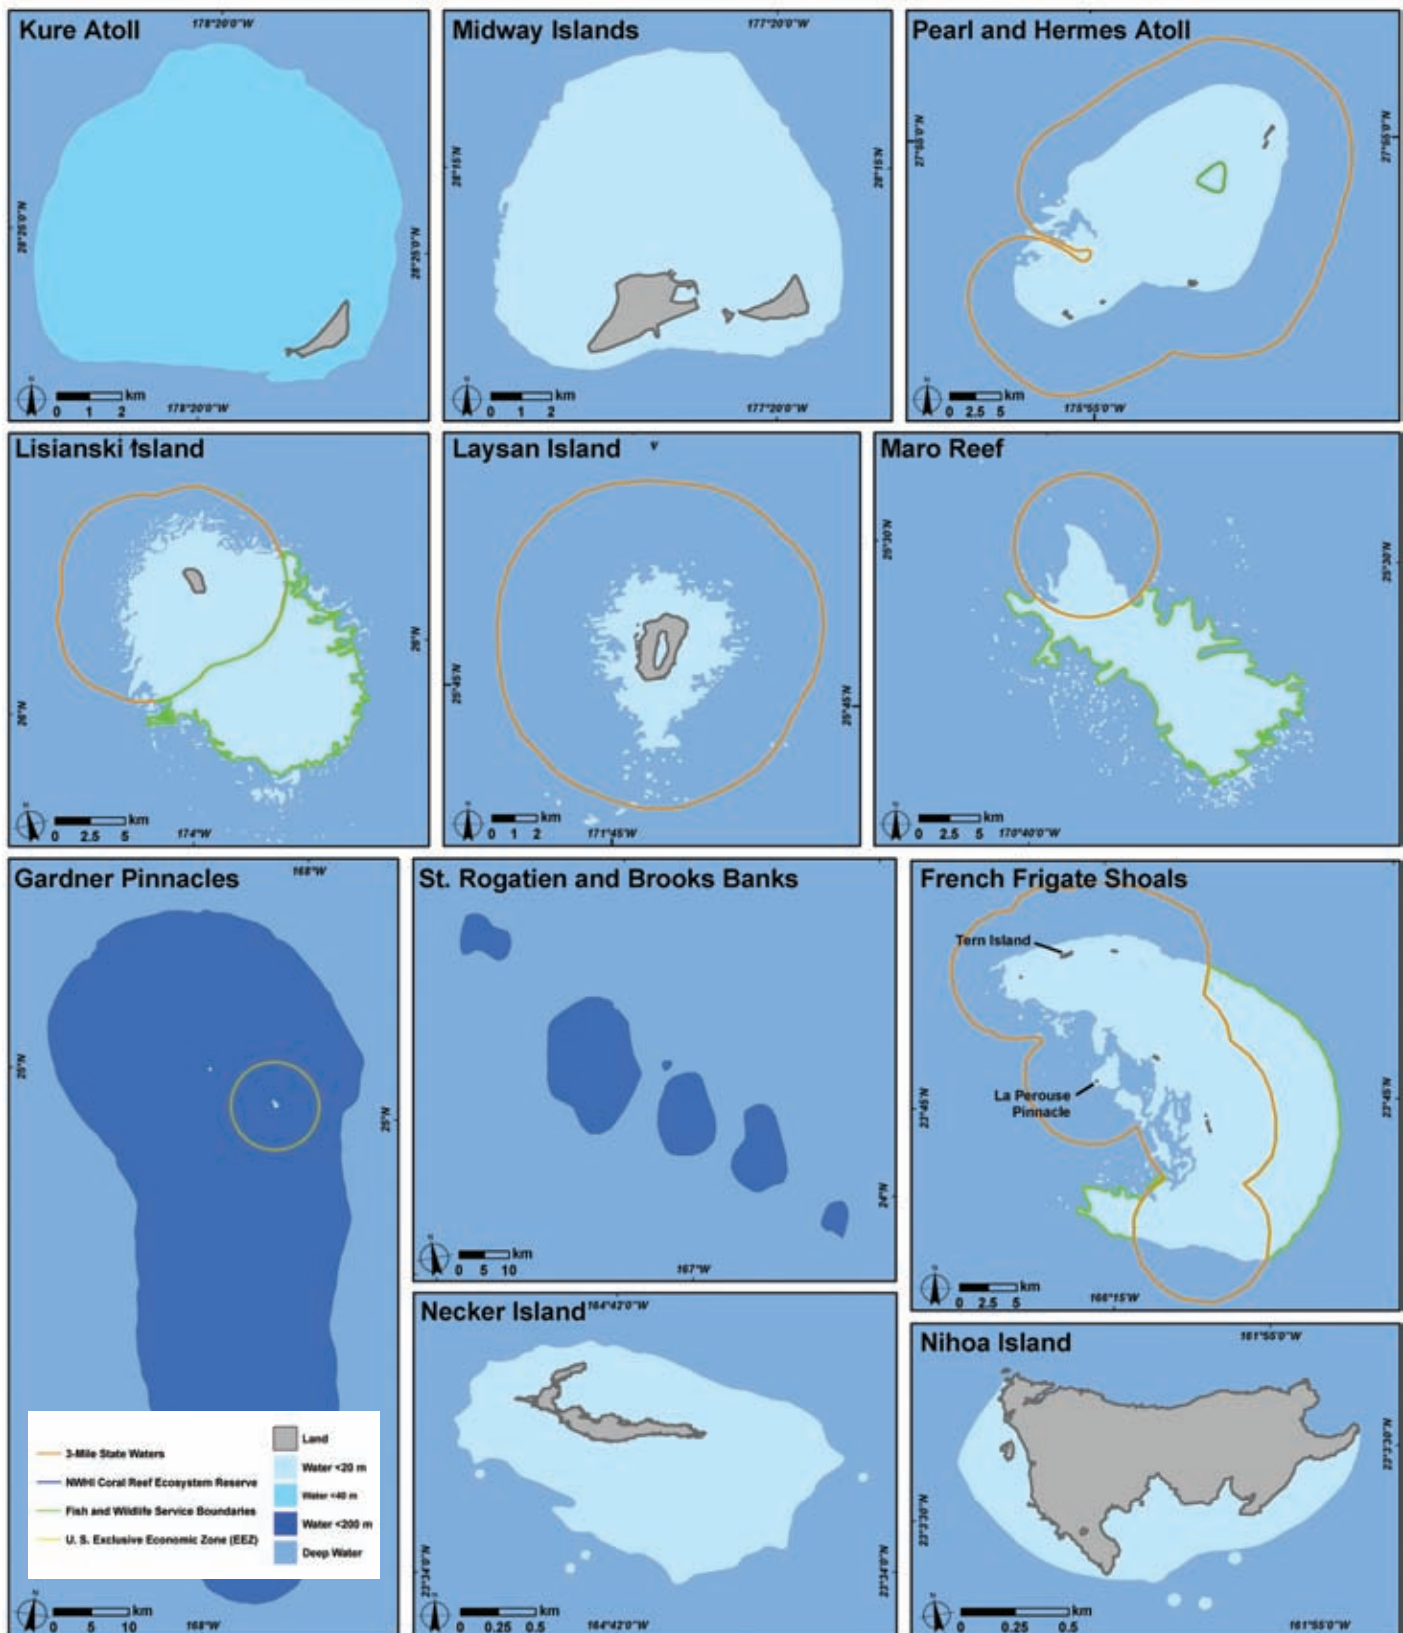 Kure Atoll
178°20'0"W
28°25'0"N
28°25'0"N
0 1 2 km
178°20'0"W
Midway Islands
177°20'0"W
28°15'N
28°15'N
0 1 2 km
177°20'0"W
Pearl and Hermes Atoll
27°55'0"N
27°55'0"N
0 2.5 5 km
175°55'0"W
Lisianski Island
26°N
26°N
0 2.5 5 km
174°W
Laysan Island
25°45'N
25°45'N
0 1 2 km
171°45'W
Maro Reef
25°30'N
25°30'N
0 2.5 5 km
170°40'0"W
Gardner Pinnacles
168°W
25°N
25°N
3-Mile State Waters
NWHI Coral Reef Ecosystem Reserve
Fish and Wildlife Service Boundaries
U. S. Exclusive Economic Zone (EEZ)
Land
Water <20 m
Water <40 m
Water <200 m
Deep Water
0 5 10 km
168°W
St. Rogatien and Brooks Banks
24°N
0 5 10 km
167°W
French Frigate Shoals
Tern Island
La Perouse
Pinnacle
23°45'N
23°45'N
0 2.5 5 km
166°15'W
Necker Island
164°42'0"W
23°34'0"N
23°34'0"N
0 0.25 0.5 km
164°42'0"W
Nihoa Island
161°55'0"W
23°3'30"N
23°3'30"N
0 0.25 0.5 km
161°55'0"W